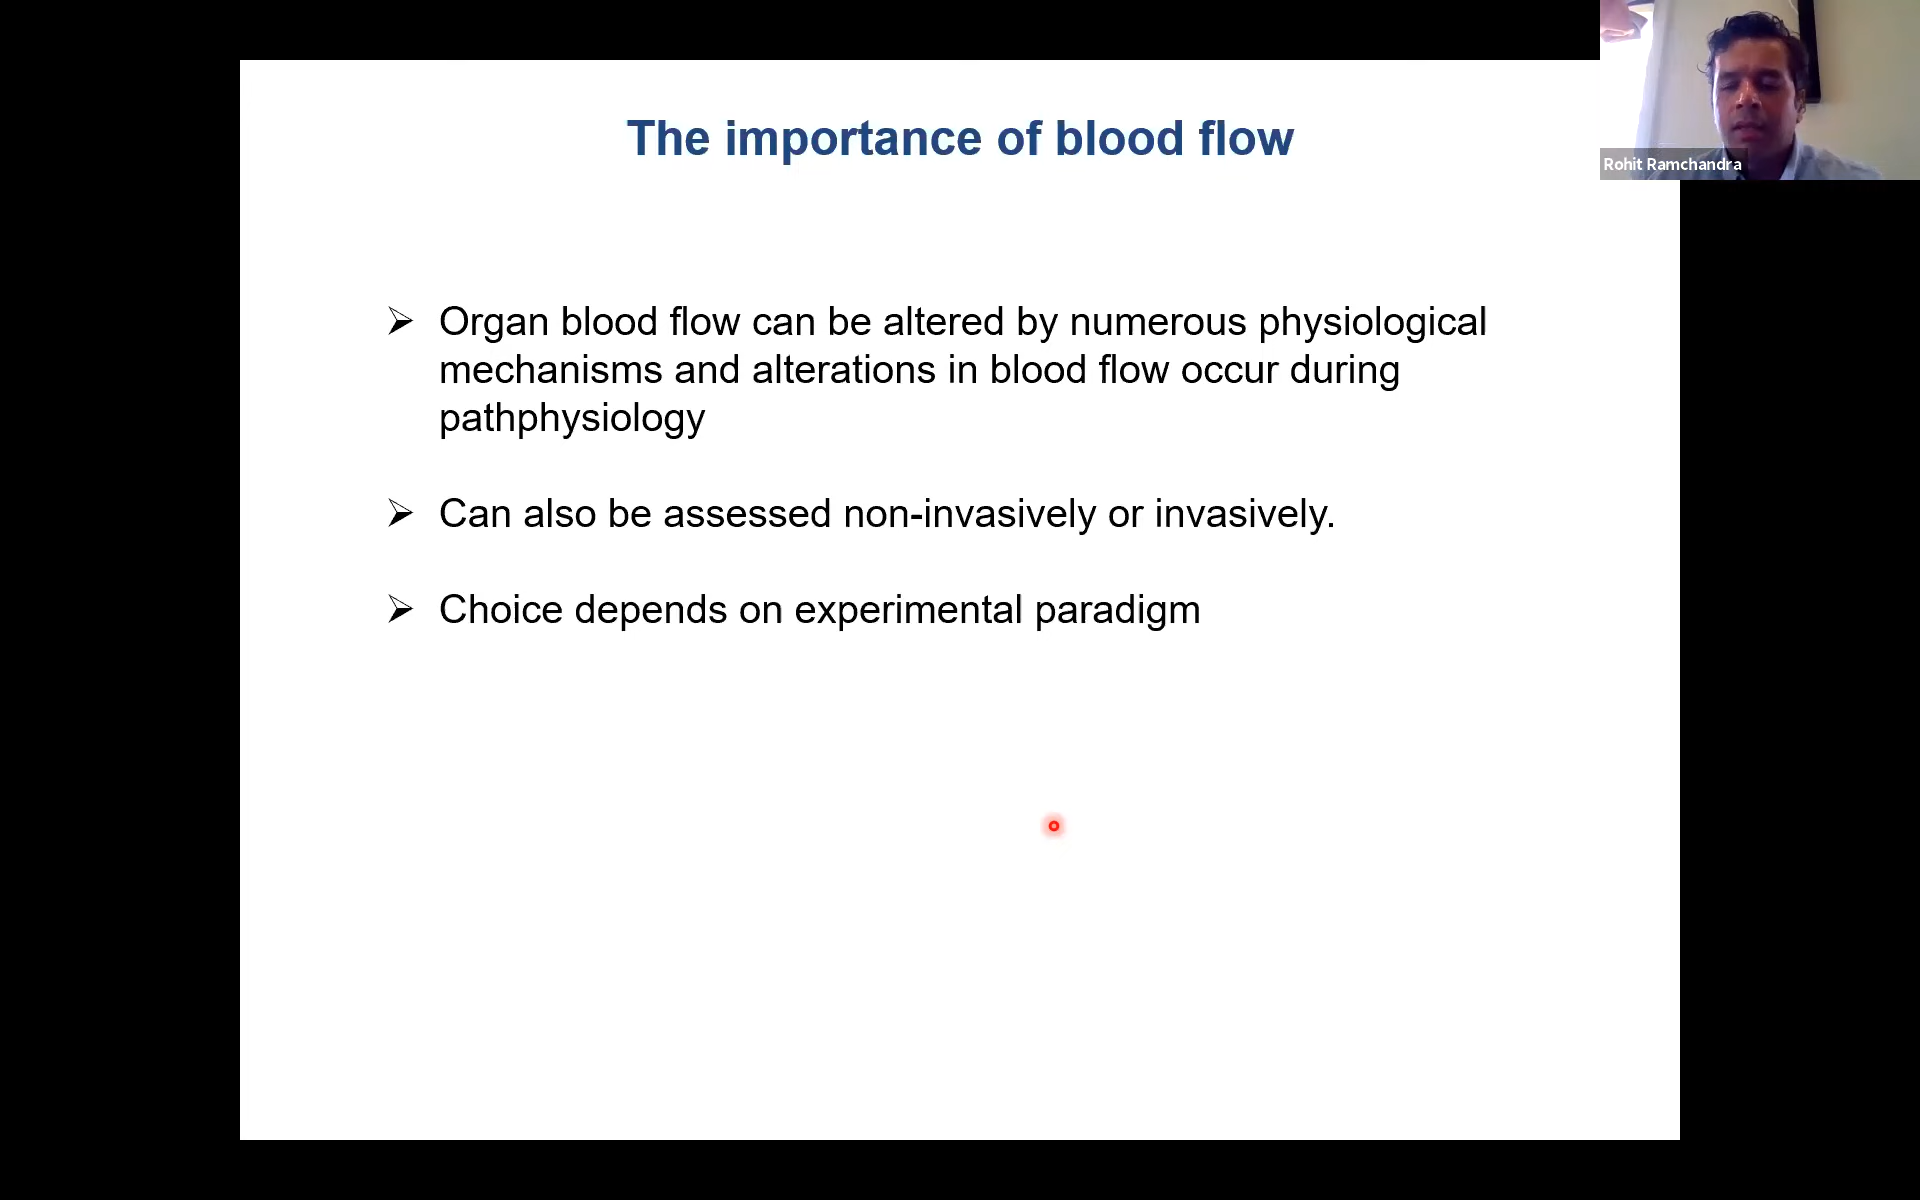 The importance of blood flow
Rohit Ramchandra
➤ Organ blood flow can be altered by numerous physiological
mechanisms and alterations in blood flow occur during
pathphysiology
➤ Can also be assessed non-invasively or invasively.
➤ Choice depends on experimental paradigm